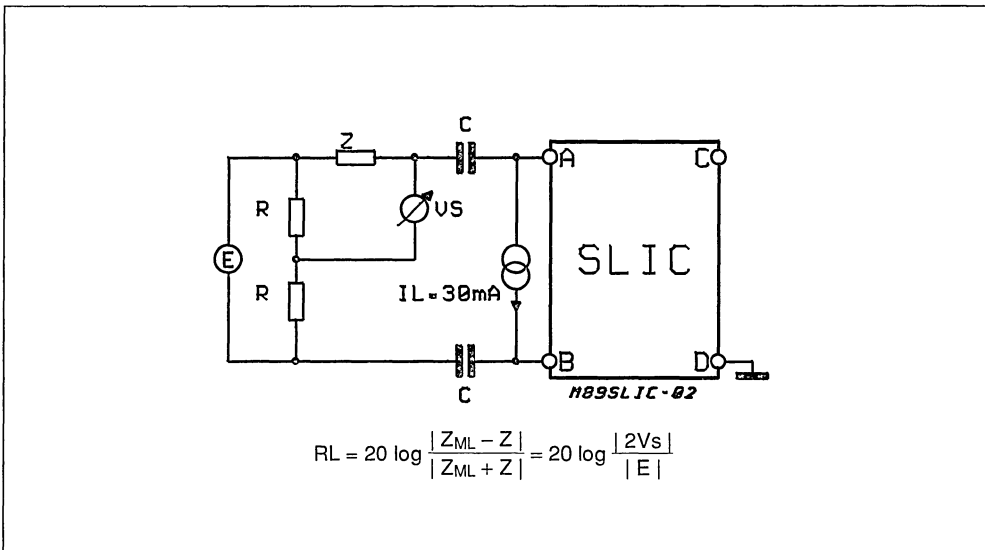 C
Z
A
C
R
VS
E
SLIC
R
IL=30mA
B
D
C
M89SLIC-02
RL = 20 log | ZML – Z | / | ZML + Z | = 20 log | 2Vs | / | E |